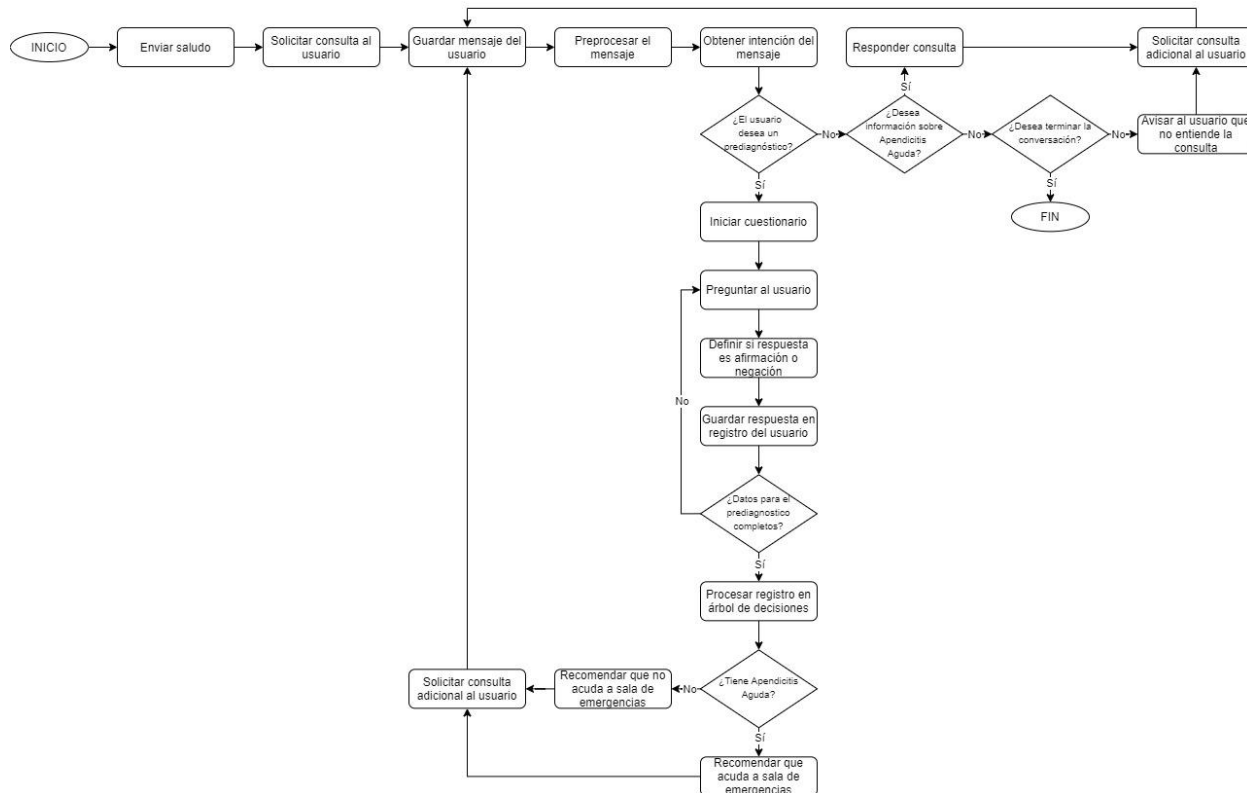 INICIO
Enviar saludo
Solicitar consulta al
usuario
Guardar mensaje del
usuario
Preprocesar el
mensaje
Obtener intención del
mensaje
Responder consulta
Solicitar consulta
adicional al usuario
Sí
¿El usuario
desea un
prediagnóstico?
No
¿Desea
información sobre
Apendicitis
Aguda?
No
¿Desea terminar la
conversación?
No
Avisar al usuario que
no entiende la
consulta
Sí
Sí
FIN
Iniciar cuestionario
Preguntar al usuario
Definir si respuesta
es afirmación o
negación
No
Guardar respuesta en
registro del usuario
¿Datos para el
prediagnostico
completos?
Sí
Procesar registro en
árbol de decisiones
¿Tiene Apendicitis
Aguda?
No
Recomendar que no
acuda a sala de
emergencias
Solicitar consulta
adicional al usuario
Sí
Recomendar que
acuda a sala de
emergencias